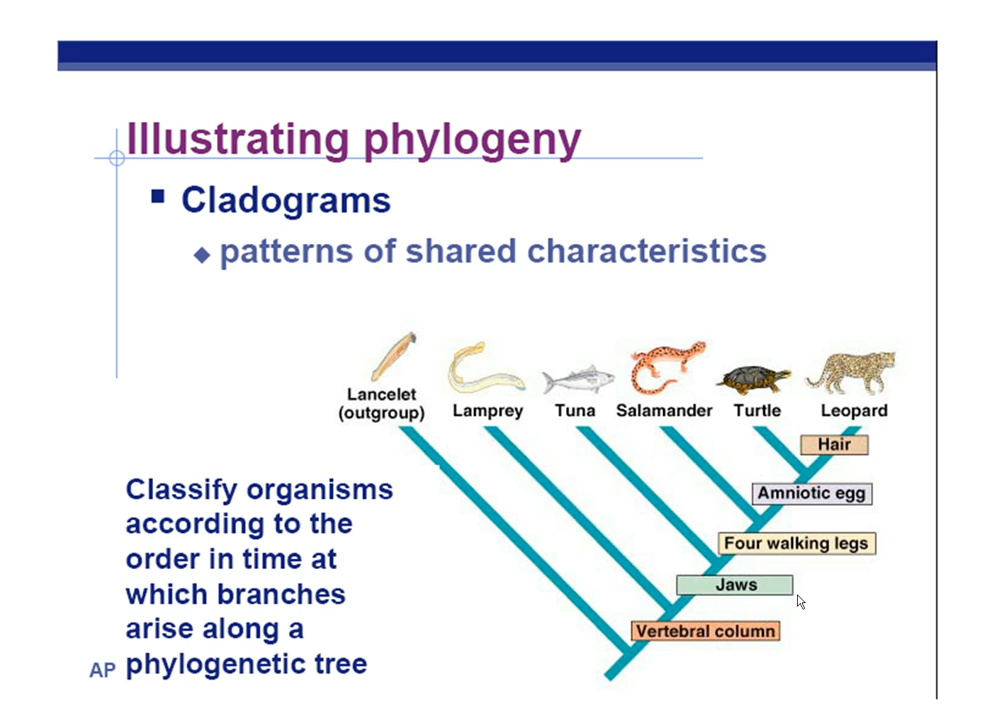 Illustrating phylogeny
Cladograms
patterns of shared characteristics
Lancelet
(outgroup)
Lamprey
Tuna
Salamander
Turtle
Leopard
Hair
Amniotic egg
Four walking legs
Jaws
Vertebral column
Classify organisms
according to the
order in time at
which branches
arise along a
phylogenetic tree
AP